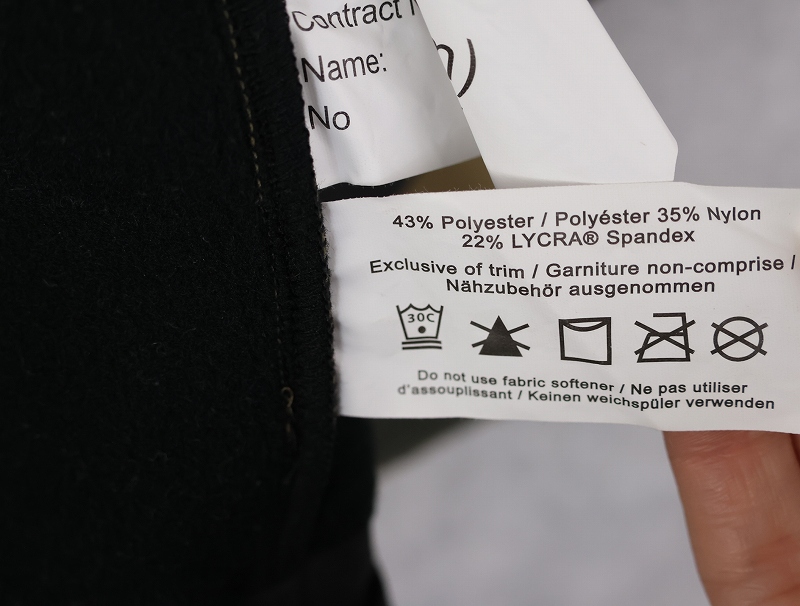 Contract
Name:
No
43% Polyester / Polyéster 35% Nylon
22% LYCRA® Spandex
Exclusive of trim / Garniture non-comprise /
Nähzubehör ausgenommen
30C
Do not use fabric softener / Ne pas utiliser
d'assouplissant / Keinen weichspüler verwenden